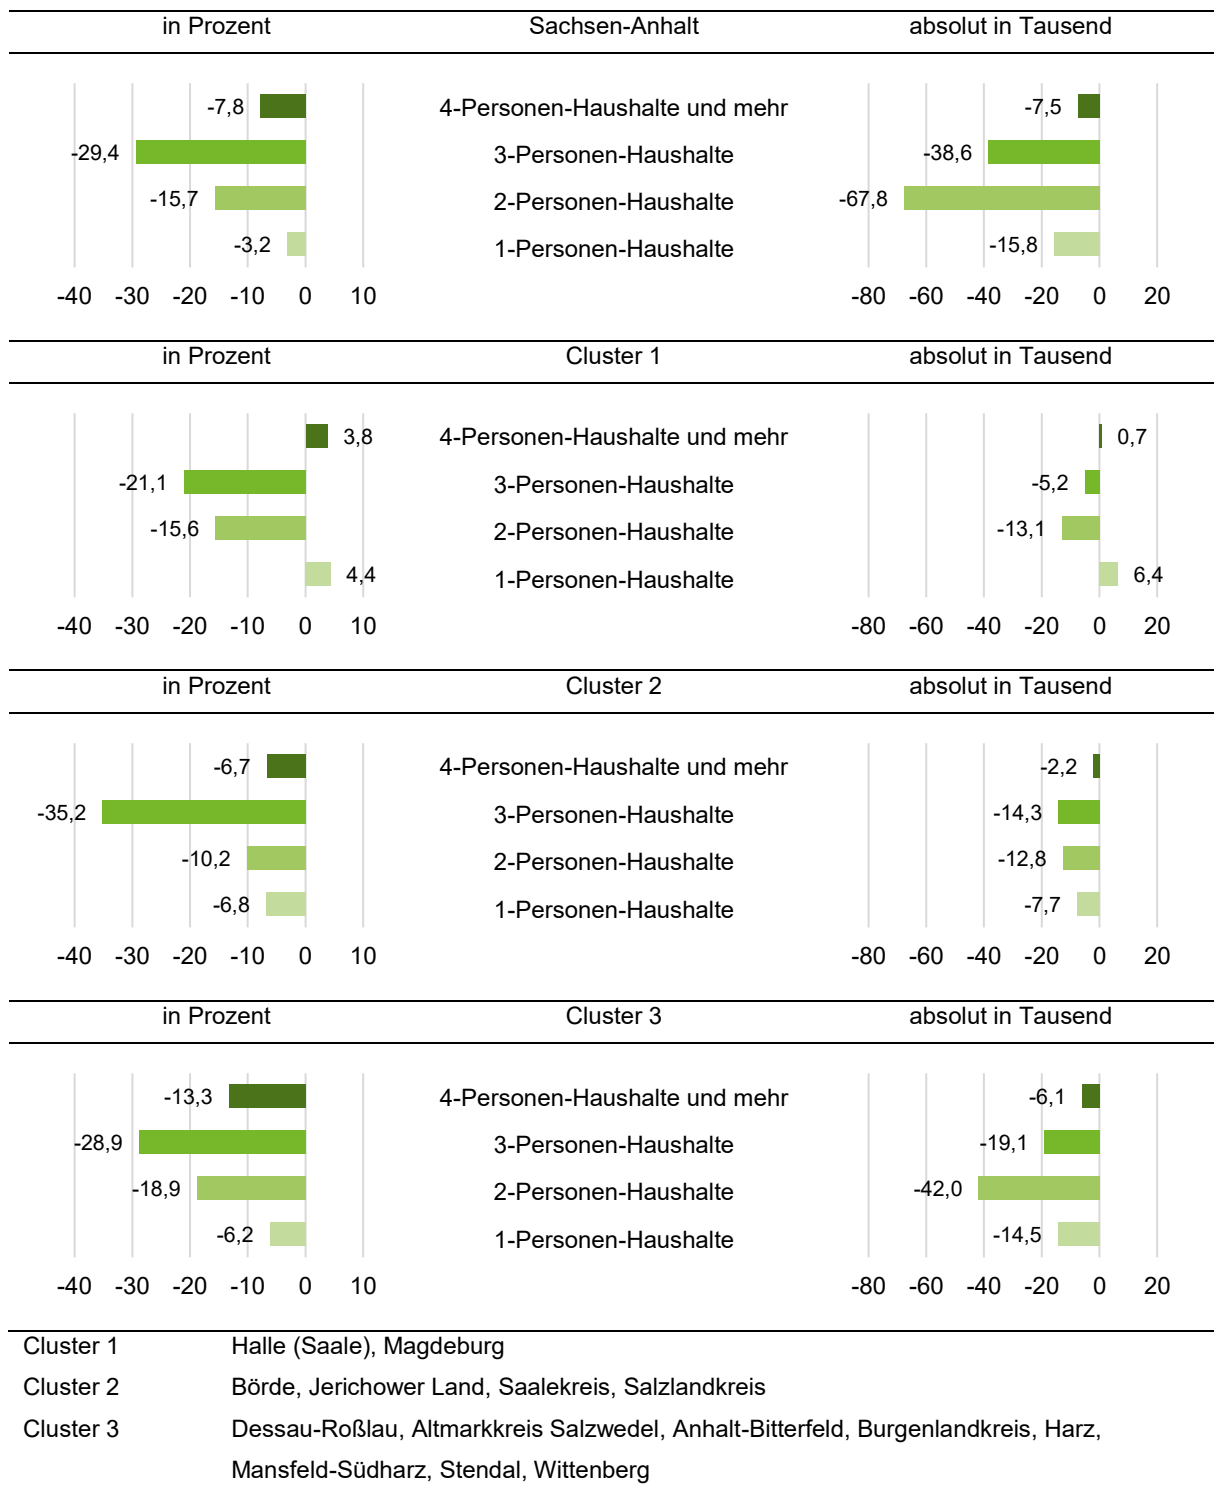 in Prozent Sachsen-Anhalt absolut in Tausend
-7,8 4-Personen-Haushalte und mehr -7,5
-29,4 3-Personen-Haushalte -38,6
-15,7 2-Personen-Haushalte -67,8
-3,2 1-Personen-Haushalte -15,8
-40 -30 -20 -10 0 10 -80 -60 -40 -20 0 20
in Prozent Cluster 1 absolut in Tausend
3,8 4-Personen-Haushalte und mehr 0,7
-21,1 3-Personen-Haushalte -5,2
-15,6 2-Personen-Haushalte -13,1
4,4 1-Personen-Haushalte 6,4
-40 -30 -20 -10 0 10 -80 -60 -40 -20 0 20
in Prozent Cluster 2 absolut in Tausend
-6,7 4-Personen-Haushalte und mehr -2,2
-35,2 3-Personen-Haushalte -14,3
-10,2 2-Personen-Haushalte -12,8
-6,8 1-Personen-Haushalte -7,7
-40 -30 -20 -10 0 10 -80 -60 -40 -20 0 20
in Prozent Cluster 3 absolut in Tausend
-13,3 4-Personen-Haushalte und mehr -6,1
-28,9 3-Personen-Haushalte -19,1
-18,9 2-Personen-Haushalte -42,0
-6,2 1-Personen-Haushalte -14,5
-40 -30 -20 -10 0 10 -80 -60 -40 -20 0 20
Cluster 1 Halle (Saale), Magdeburg
Cluster 2 Börde, Jerichower Land, Saalekreis, Salzlandkreis
Cluster 3 Dessau-Roßlau, Altmarkkreis Salzwedel, Anhalt-Bitterfeld, Burgenlandkreis, Harz,
Mansfeld-Südharz, Stendal, Wittenberg